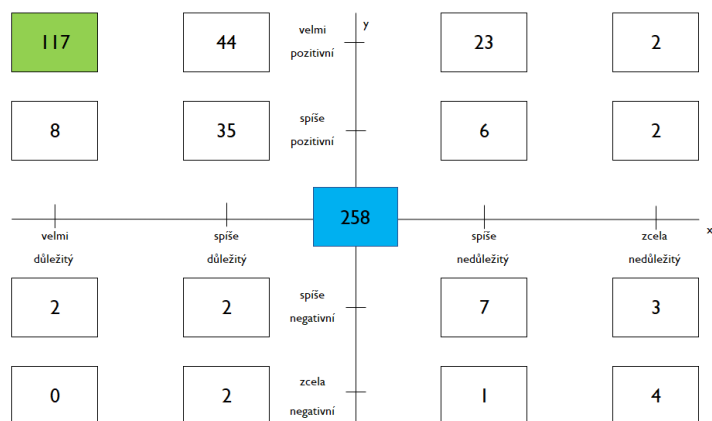 117 44 velmi pozitivní y 23 2
8 35 spíše pozitivní 6 2
258
velmi důležitý spíše důležitý spíše nedůležitý zcela nedůležitý x
2 2 spíše negativní 7 3
0 2 zcela negativní 1 4